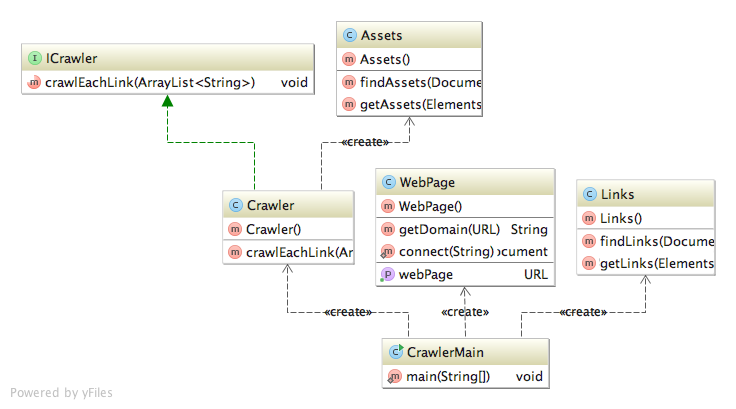 Assets
Assets()
findAssets(Docume
getAssets(Elements
ICrawler
crawlEachLink(ArrayList<String>) void
«create»
Crawler
Crawler()
crawlEachLink(Ar
WebPage
WebPage()
getDomain(URL) String
connect(String) ocument
webPage URL
Links
Links()
findLinks(Docume
getLinks(Elements
«create» «create» «create»
CrawlerMain
main(String[]) void
Powered by yFiles